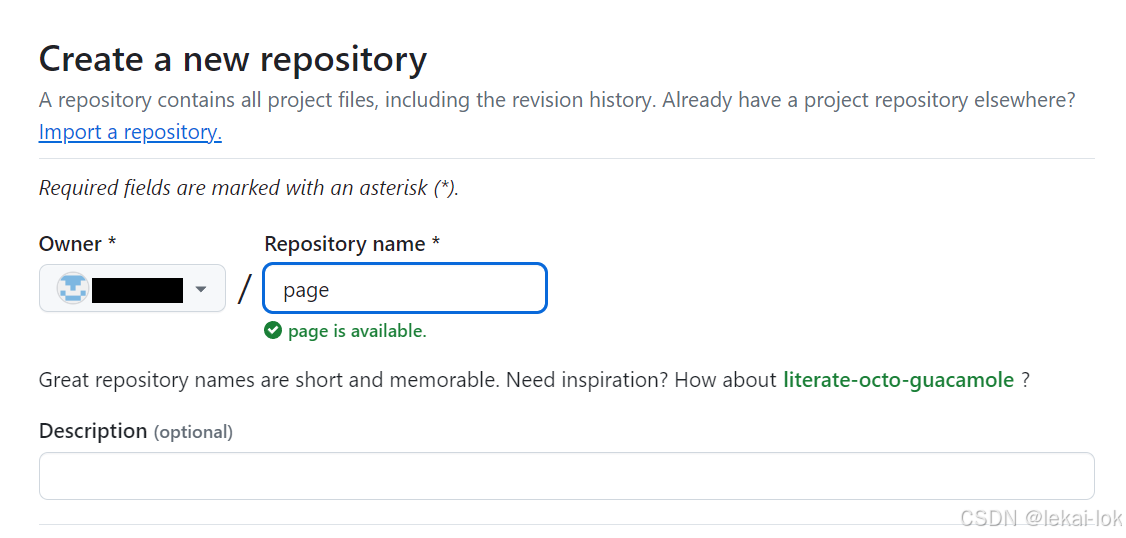 Create a new repository
A repository contains all project files, including the revision history. Already have a project repository elsewhere?
Import a repository.
Required fields are marked with an asterisk (*).
Owner *
Repository name *
/
page
page is available.
Great repository names are short and memorable. Need inspiration? How about literate-octo-guacamole ?
Description (optional)
CSDN @lekai-lok